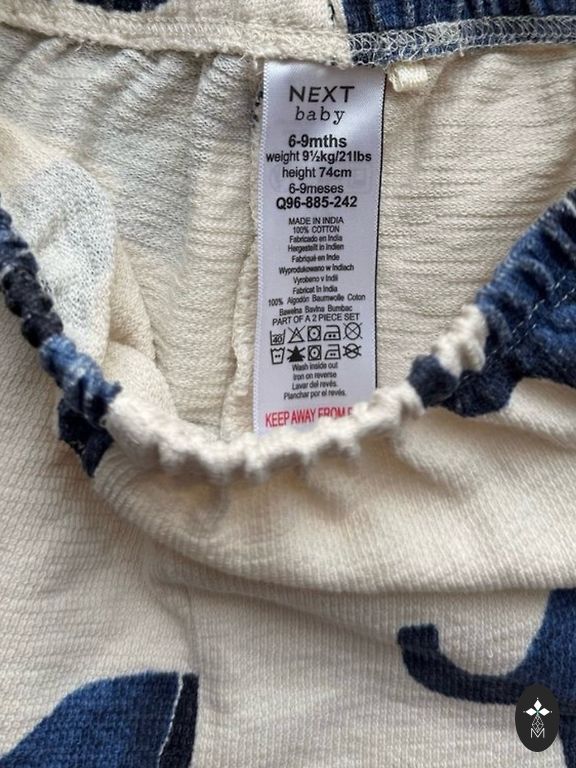 NEXT
baby
6-9mths
weight 9½kg/21lbs
height 74cm
6-9meses
Q96-885-242
MADE IN INDIA
100% COTTON
Fabricado en India
Hergestellt in Indien
Fabriqué en Inde
Wyprodukowano w Indiach
Vyrobeno v Indii
Fabricat în India
100% Algodón Baumwolle Coton
Bawełna Bavlna Bumbac
PART OF A 2 PIECE SET
40
Wash inside out
Iron on reverse
Lavar del revés.
Planchar por el revés.
KEEP AWAY FROM